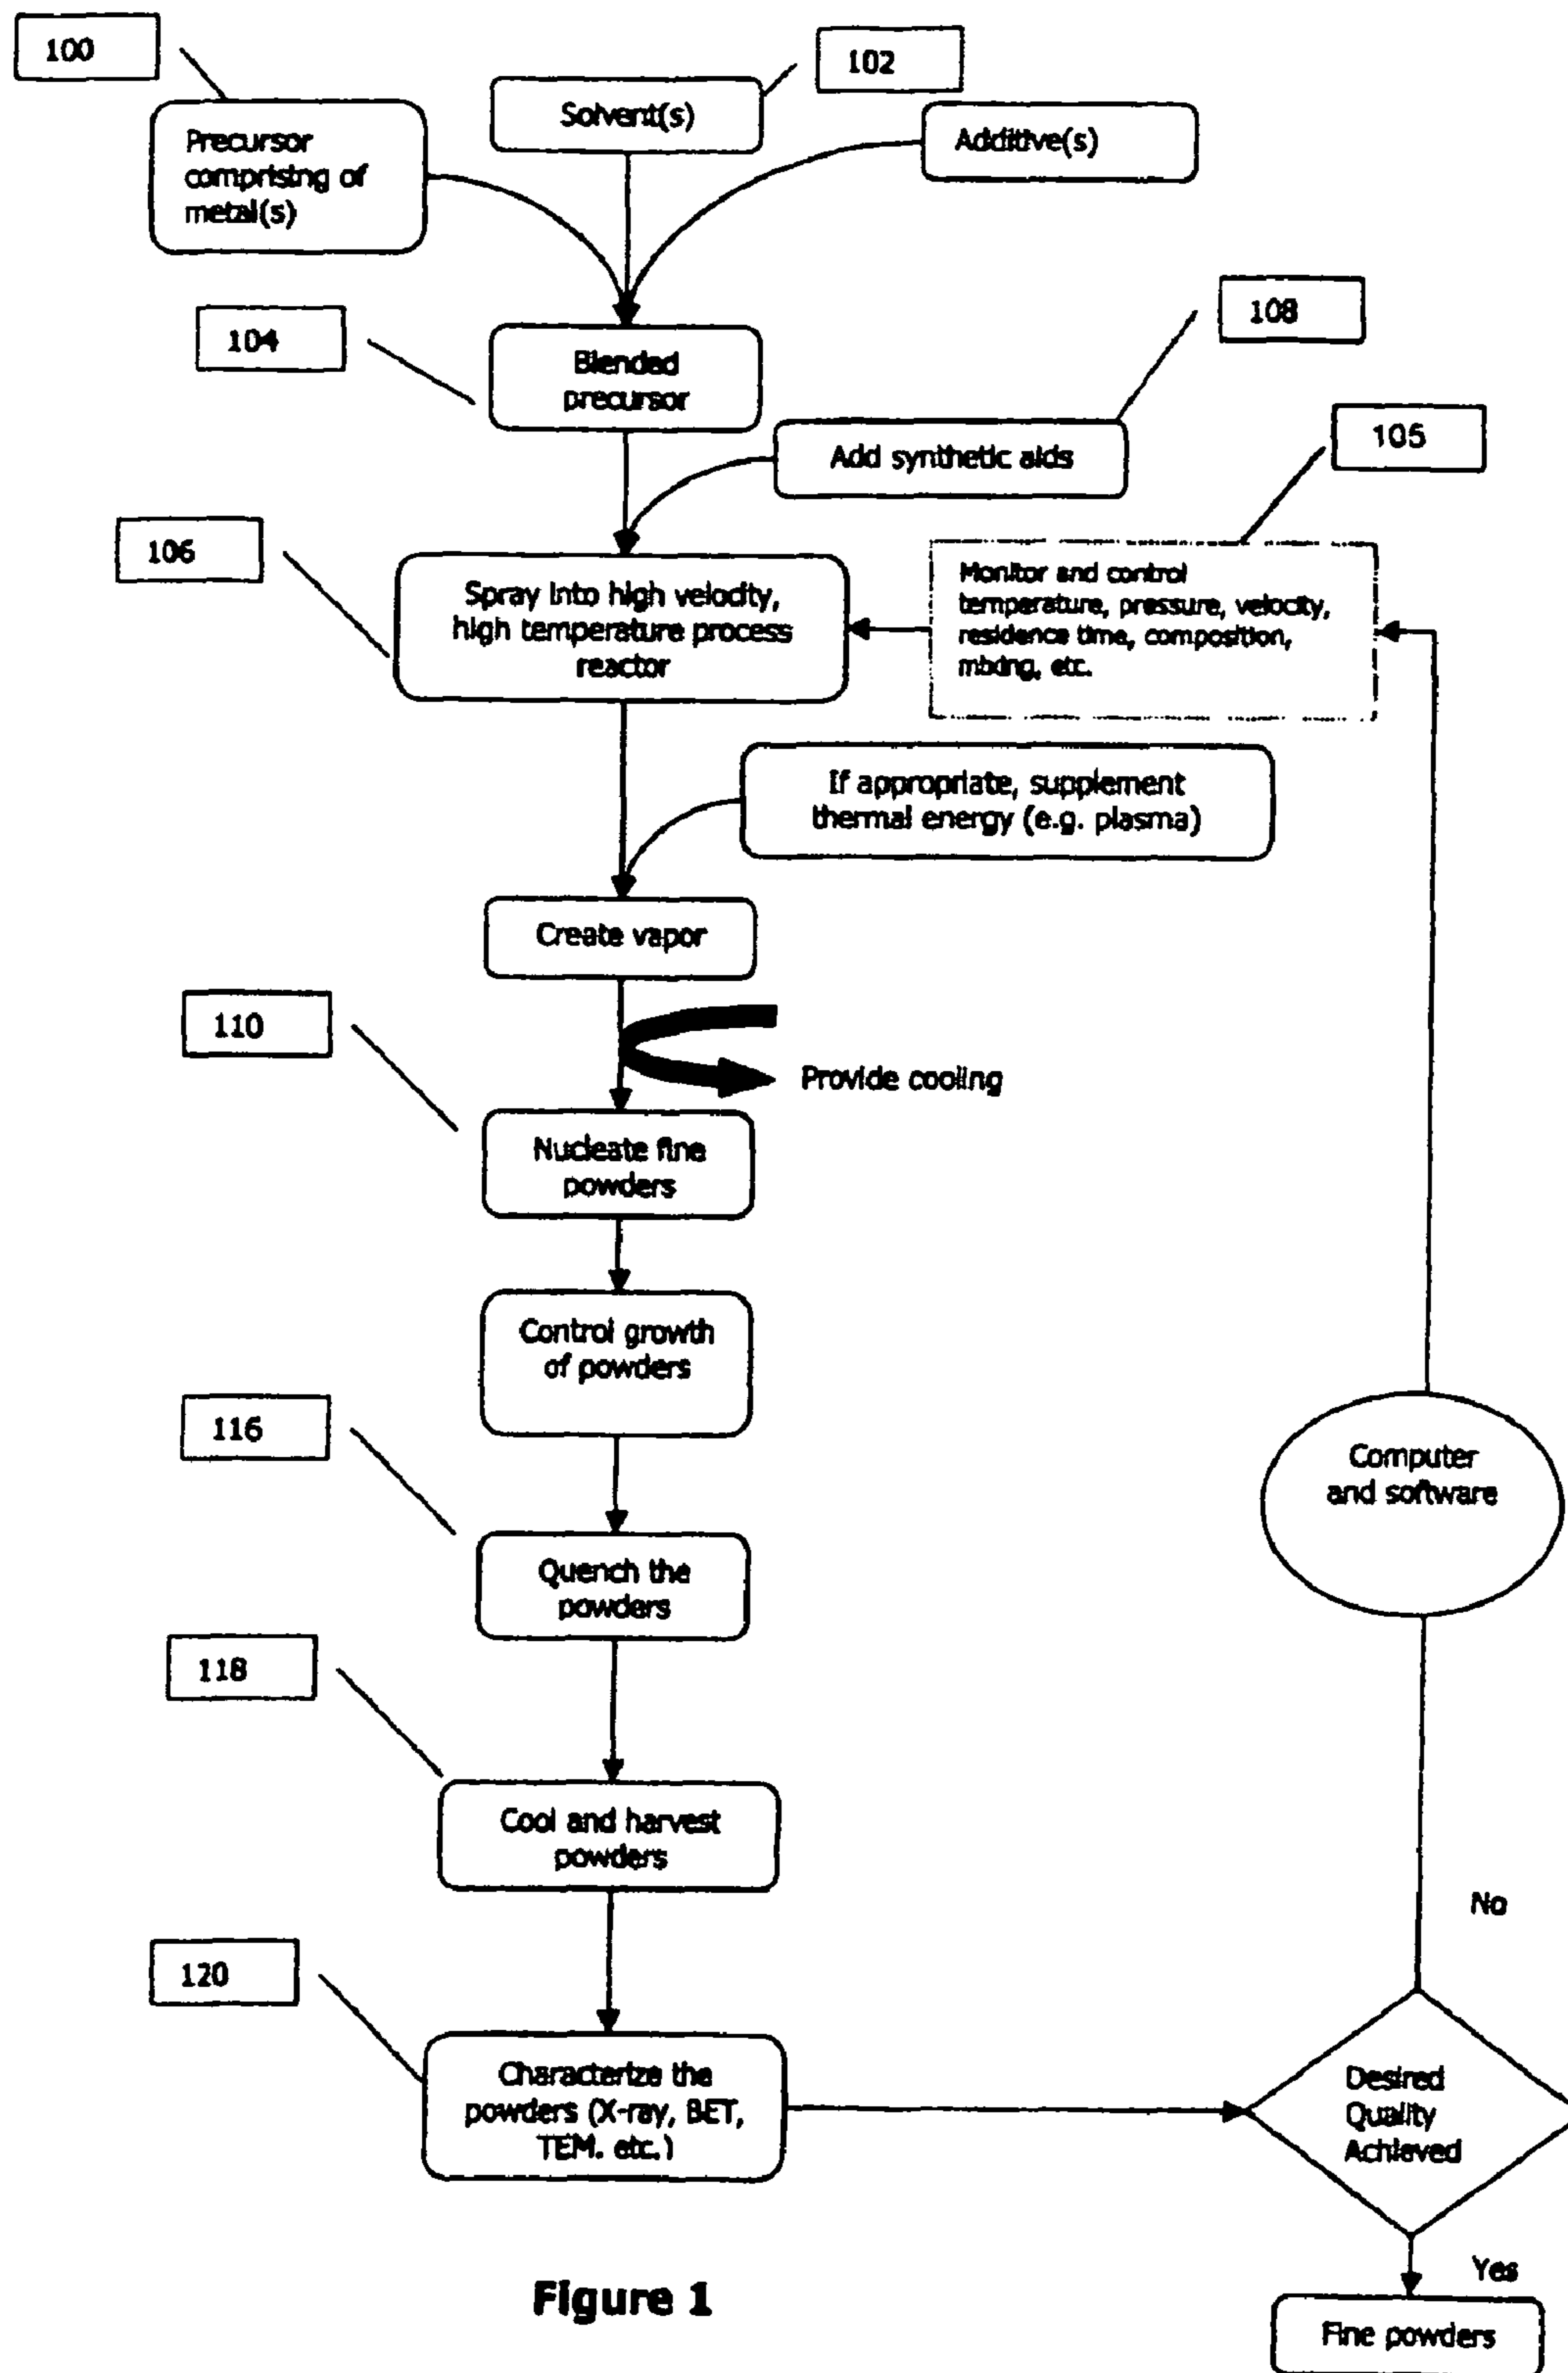 100
102
Solvent(s)
Precursor
comprising of
metal(s)
Additive(s)
108
104
Blended
precursor
105
Add synthetic aids
106
Spray into high velocity,
high temperature process
reactor
Monitor and control
temperature, pressure, velocity,
residence time, composition,
mixing, etc.
If appropriate, supplement
thermal energy (e.g. plasma)
Create vapor
110
Provide cooling
Nucleate fine
powders
Control growth
of powders
116
Computer
and software
Quench the
powders
118
Cool and harvest
powders
No
120
Characterize the
powders (X-ray, BET,
TEM. etc.)
Desired
Quality
Achieved
Yes
Figure 1
Fine powders